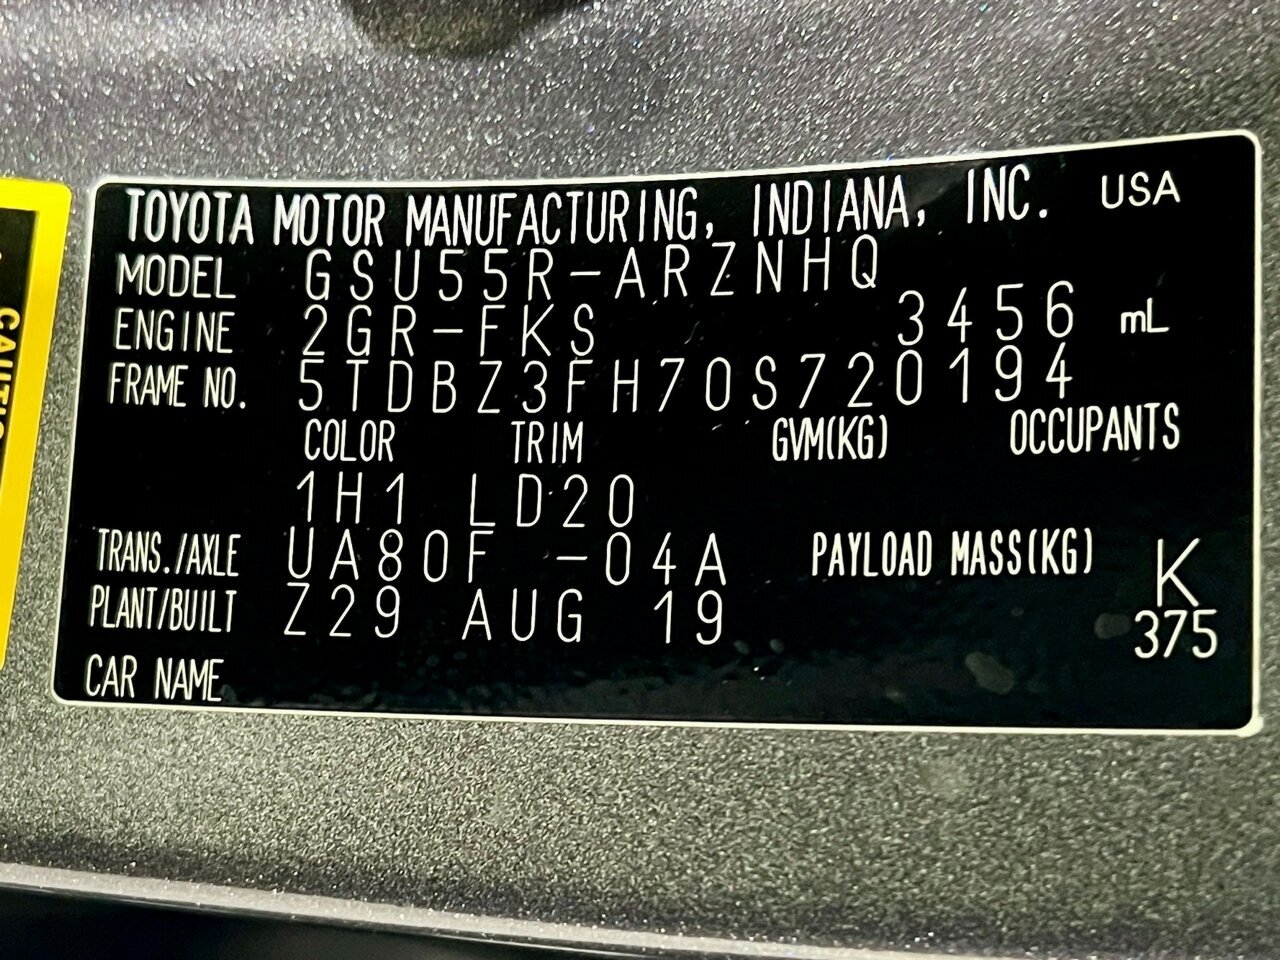 TOYOTA MOTOR MANUFACTURING, INDIANA, INC. USA
MODEL GSU55R-ARZNHQ
ENGINE 2GR-FKS 3456 mL
FRAME NO. 5TDBZ3FH70S720194
COLOR TRIM GVM(KG) OCCUPANTS
1H1 LD20
TRANS./AXLE UA80F -04A PAYLOAD MASS(KG) K
PLANT/BUILT Z29 AUG 19 375
CAR NAME